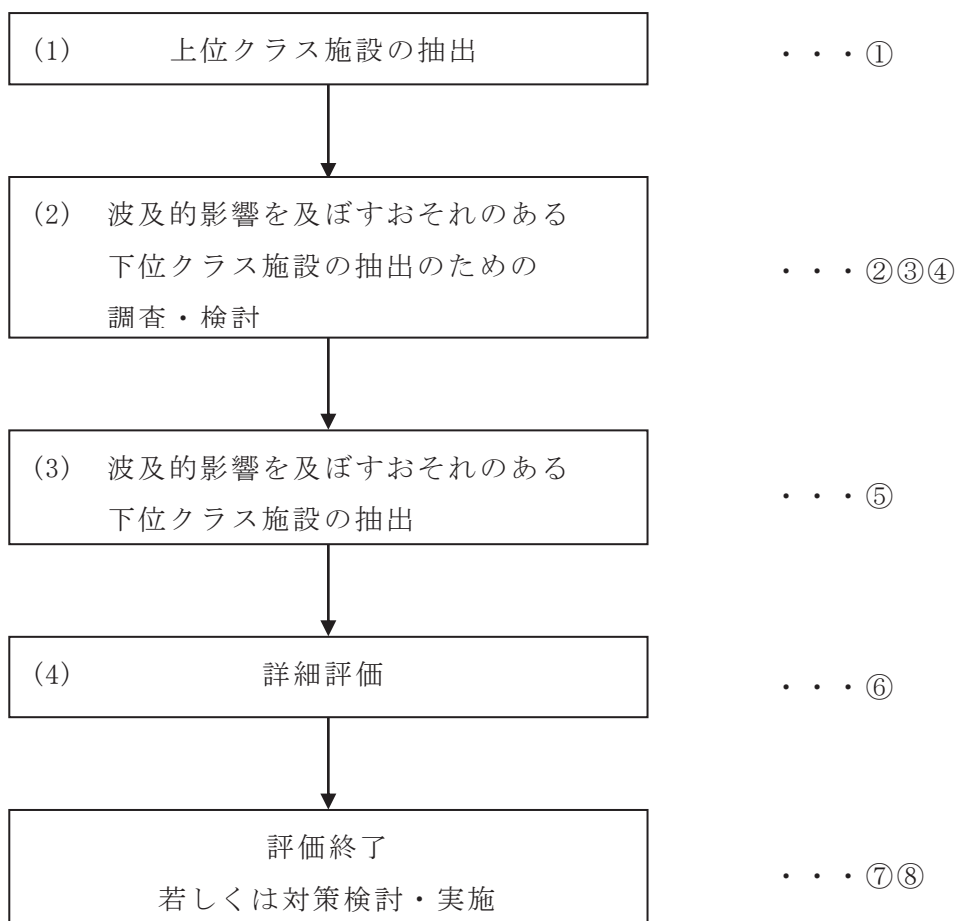 (1) 上位クラス施設の抽出 ・・・①
(2) 波及的影響を及ぼすおそれのある
下位クラス施設の抽出のための ・・・②③④
調査・検討
(3) 波及的影響を及ぼすおそれのある
下位クラス施設の抽出 ・・・⑤
(4) 詳細評価 ・・・⑥
評価終了
若しくは対策検討・実施 ・・・⑦⑧